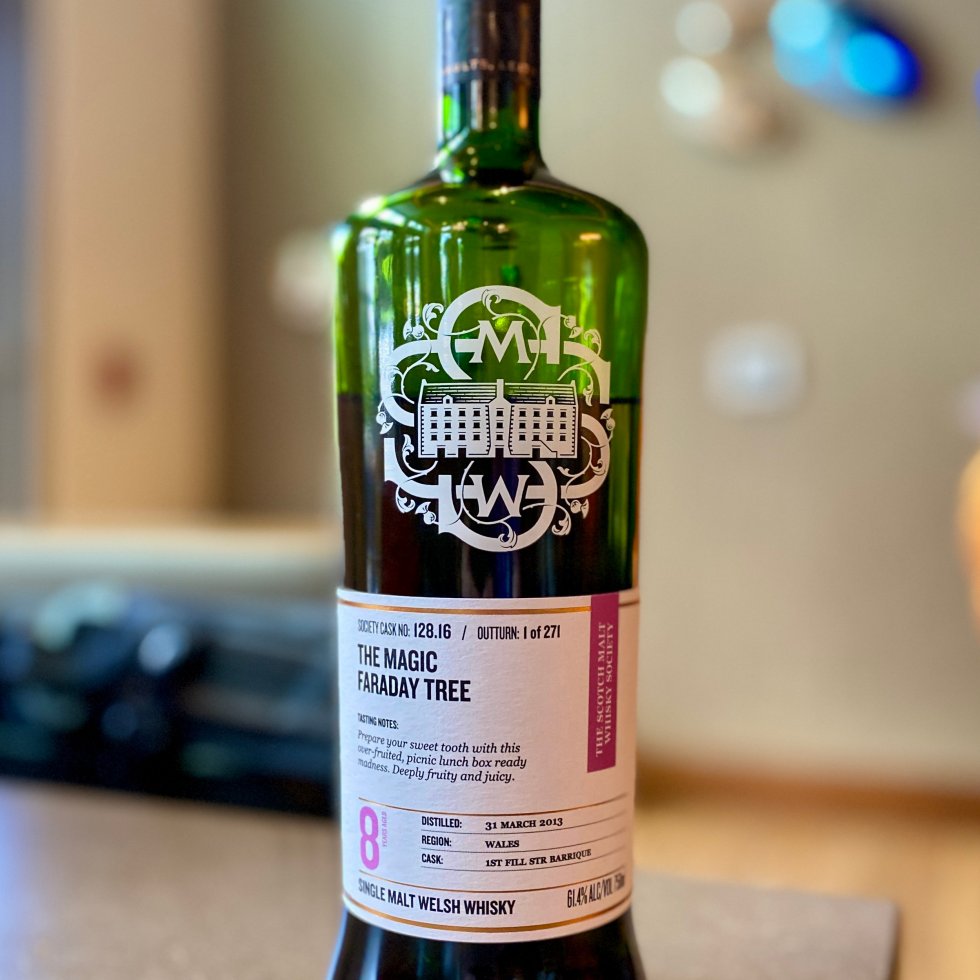 M
W
SOCIETY CASK NO: 128.16 / OUTTURN: 1 of 271
THE MAGIC
FARADAY TREE
THE SCOTCH MALT
WHISKY SOCIETY
TASTING NOTES:
Prepare your sweet tooth with this
over-fruited, picnic lunch box ready
madness. Deeply fruity and juicy.
8
YEARS AGED
DISTILLED: 31 MARCH 2013
REGION: WALES
CASK: 1ST FILL STR BARRIQUE
SINGLE MALT WELSH WHISKY
61.4% ALC/VOL 750ml